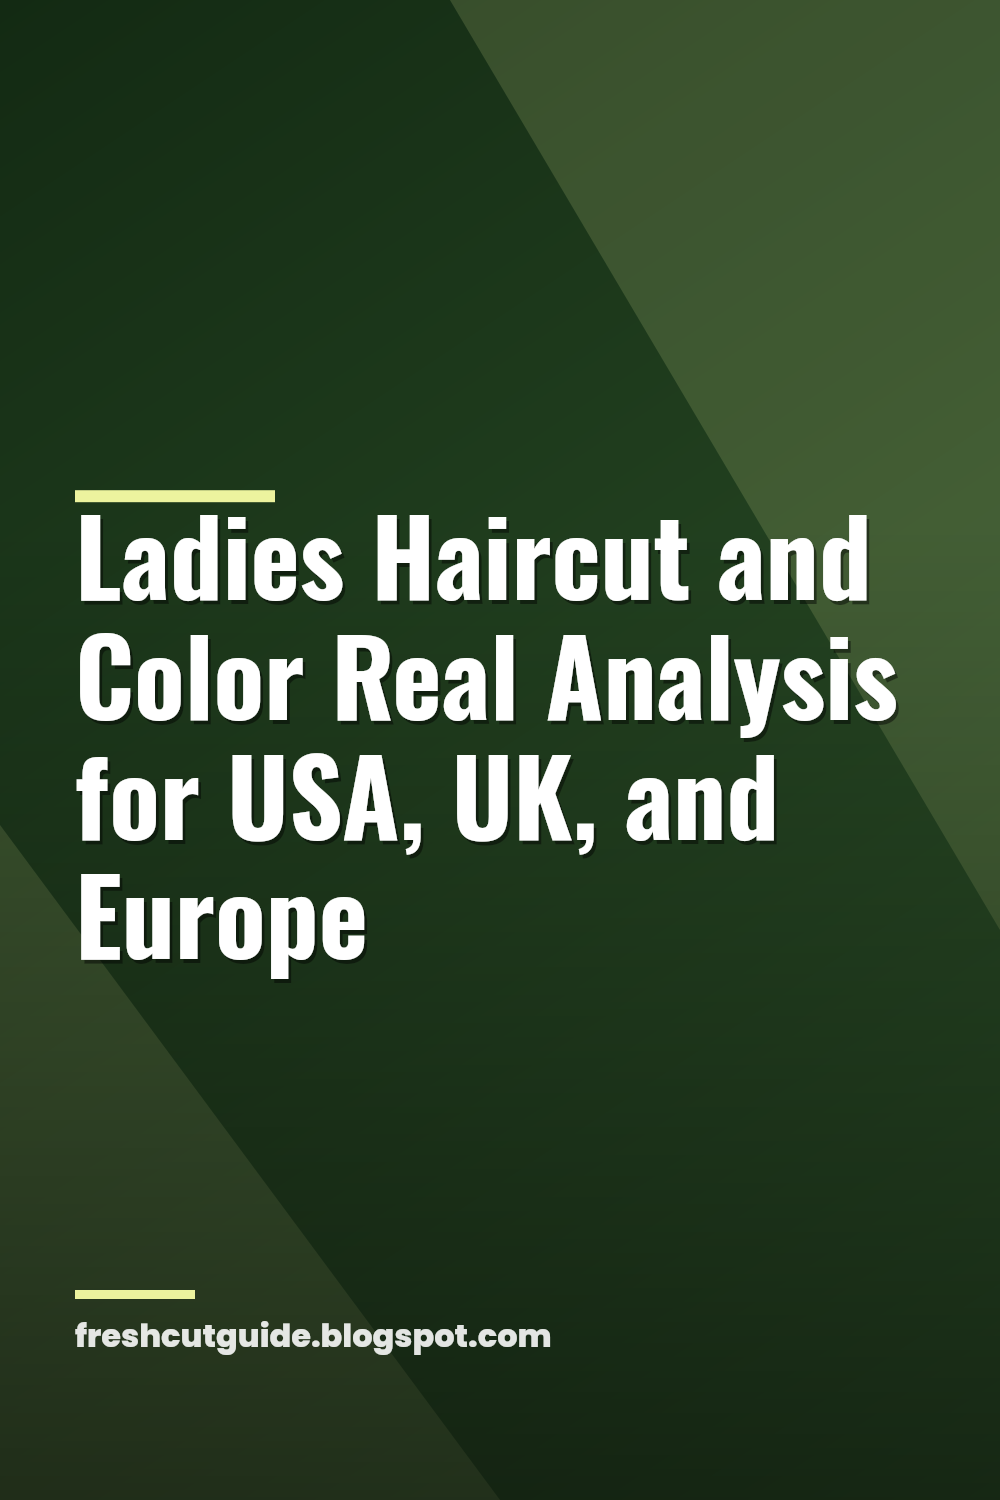 Ladies Haircut and
Color Real Analysis
for USA, UK, and
Europe
freshcutguide.blogspot.com